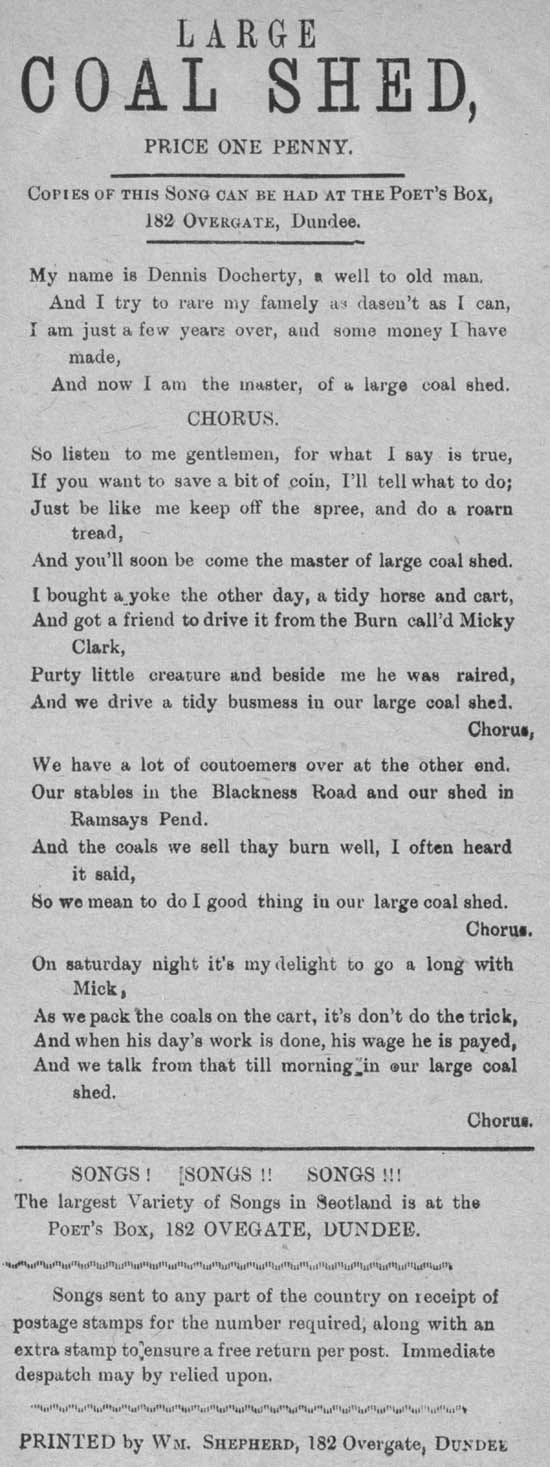 LARGE
COAL SHED,
PRICE ONE PENNY.
COPIES OF THIS SONG CAN BE HAD AT THE POET'S BOX,
182 OVERGATE, Dundee.
My name is Dennis Docherty, a well to old man.
And I try to rare my famely as dasen't as I can,
I am just a few years over, and some money I have
made,
And now I am the master, of a large coal shed.
CHORUS.
So listen to me gentlemen, for what I say is true,
If you want to save a bit of coin, I'll tell what to do;
Just be like me keep off the spree, and do a roarn
tread,
And you'll soon be come the master of large coal shed.
I bought a yoke the other day, a tidy horse and cart,
And got a friend to drive it from the Burn call'd Micky
Clark,
Purty little creature and beside me he was raired,
And we drive a tidy busmess in our large coal shed.
Chorus,
We have a lot of coutoemers over at the other end.
Our stables in the Blackness Road and our shed in
Ramsays Pend.
And the coals we sell thay burn well, I often heard
it said,
So we mean to do I good thing in our large coal shed.
Chorus.
On saturday night it's my delight to go a long with
Mick,
As we pack the coals on the cart, it's don't do the trick,
And when his day's work is done, his wage he is payed,
And we talk from that till morning in our large coal
shed.
Chorus.
SONGS ! [SONGS !! SONGS !!!
The largest Variety of Songs in Seotland is at the
POET'S BOX, 182 OVEGATE, DUNDEE.
Songs sent to any part of the country on receipt of
postage stamps for the number required, along with an
extra stamp to ensure a free return per post. Immediate
despatch may by relied upon.
PRINTED by WM. SHEPHERD, 182 Overgate, DUNDEE